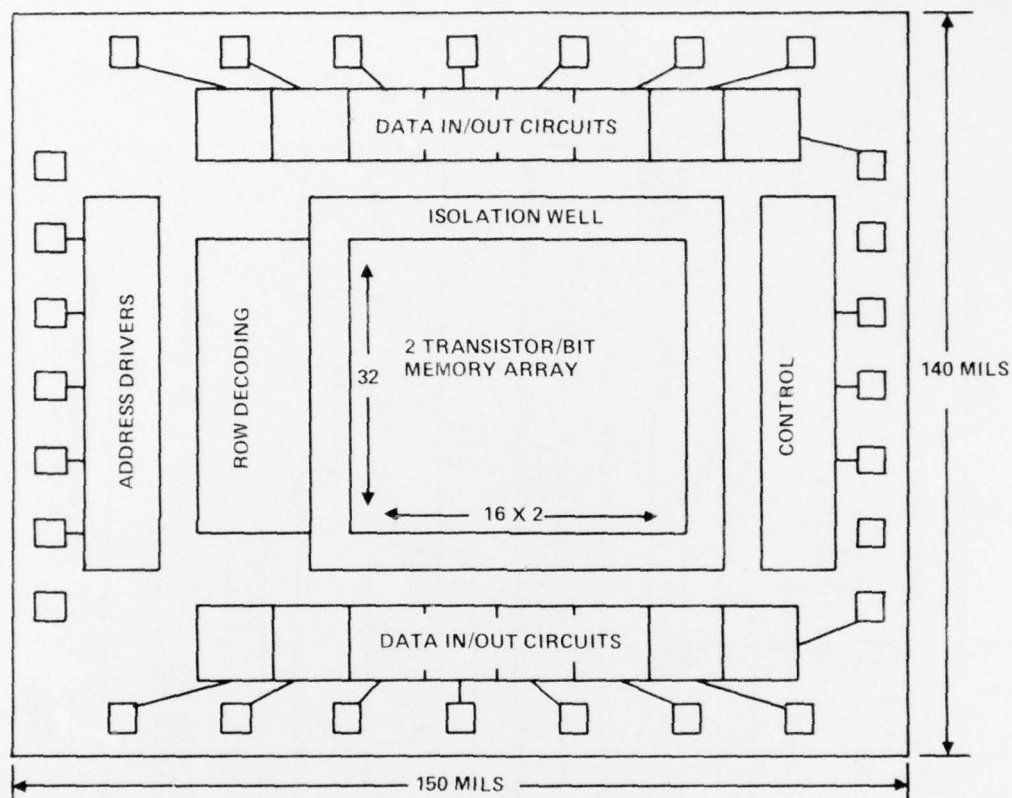 DATA IN/OUT CIRCUITS
ISOLATION WELL
ADDRESS DRIVERS
ROW DECODING
32
2 TRANSISTOR/BIT
MEMORY ARRAY
16 X 2
CONTROL
140 MILS
DATA IN/OUT CIRCUITS
150 MILS